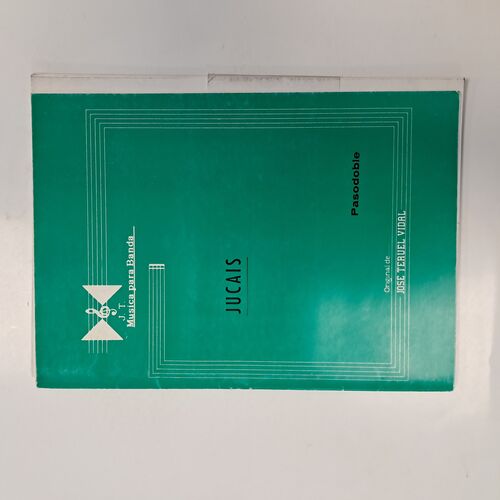 J. T.
Musica para Banda
JUCAIS
Pasodoble
Original de
JOSE TERUEL VIDAL